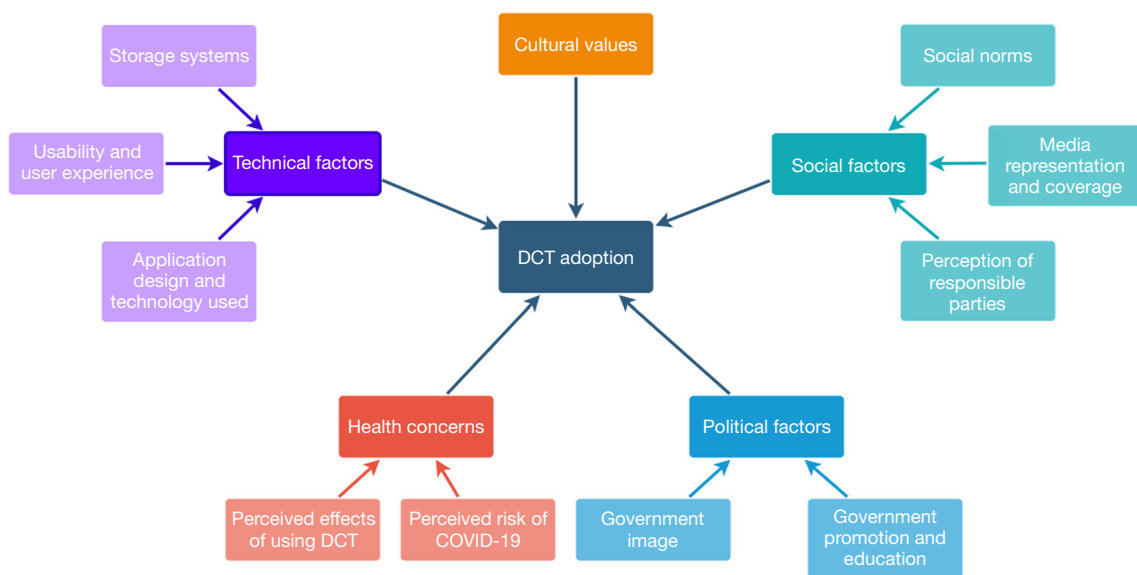 Storage systems
Cultural values
Social norms
Usability and
user experience
Technical factors
Social factors
Media
representation
and coverage
Application
design and
technology used
DCT adoption
Perception of
responsible
parties
Health concerns
Political factors
Perceived effects
of using DCT
Perceived risk of
COVID-19
Government
image
Government
promotion and
education